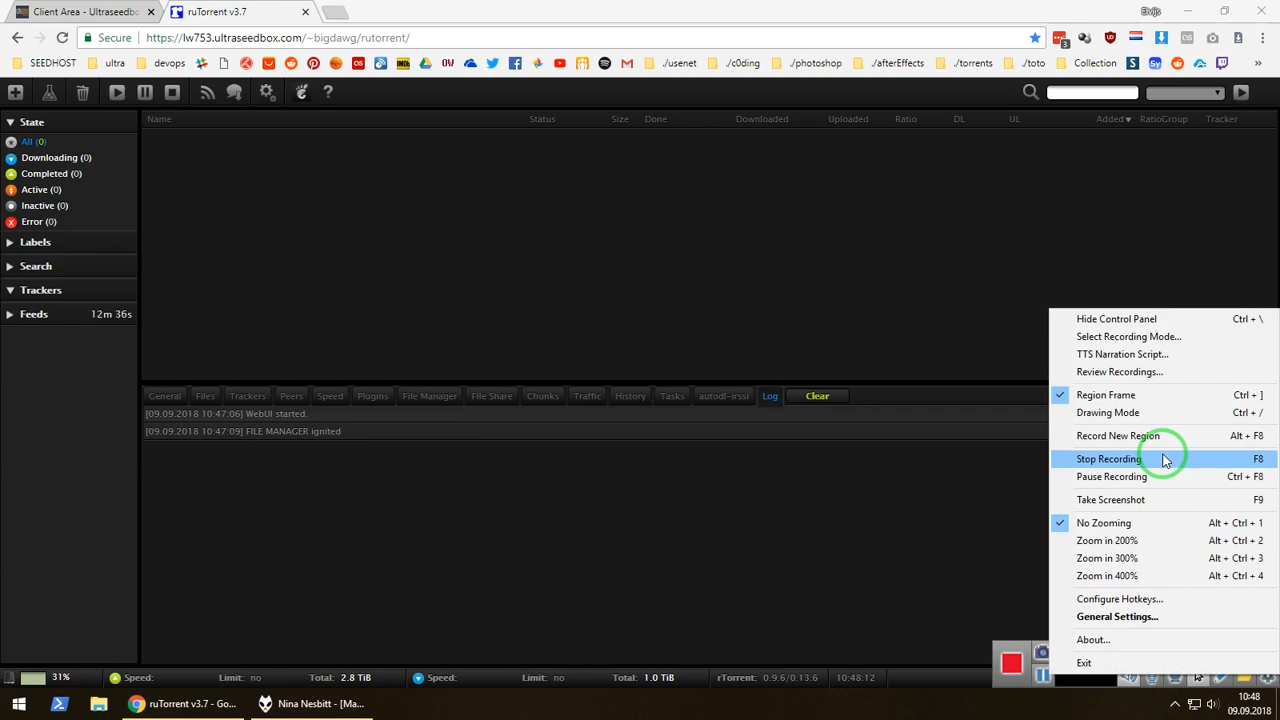 Client Area - Ultraseedbo
ruTorrent v3.7
Elvijs
Secure
https://lw753.ultraseedbox.com/~bigdawg/rutorrent/
3
SEEDHOST
ultra
devops
./usenet
./c0ding
./photoshop
./afterEffects
./torrents
./toto
Collection
»
State
Name
Status
Size
Done
Downloaded
Uploaded
Ratio
DL
UL
Added
RatioGroup
Tracker
All (0)
Downloading (0)
Completed (0)
Active (0)
Inactive (0)
Error (0)
Labels
Search
Trackers
Feeds 12m 36s
Hide Control Panel Ctrl + \
Select Recording Mode...
TTS Narration Script...
Review Recordings...
Region Frame Ctrl + ]
Drawing Mode Ctrl + /
Record New Region Alt + F8
Stop Recording F8
Pause Recording Ctrl + F8
Take Screenshot F9
No Zooming Alt + Ctrl + 1
Zoom in 200% Alt + Ctrl + 2
Zoom in 300% Alt + Ctrl + 3
Zoom in 400% Alt + Ctrl + 4
Configure Hotkeys...
General Settings...
About...
Exit
General
Files
Trackers
Peers
Speed
Plugins
File Manager
File Share
Chunks
Traffic
History
Tasks
autodl-irssi
Log
Clear
[09.09.2018 10:47:06] WebUI started.
[09.09.2018 10:47:09] FILE MANAGER ignited
31%
Speed: Limit: no Total: 2.8 TiB
Speed: Limit: no Total: 1.0 TiB
rTorrent: 0.9.6/0.13.6
10:48:12
ruTorrent v3.7 - Go...
Nina Nesbitt - [Ma...
10:48
09.09.2018